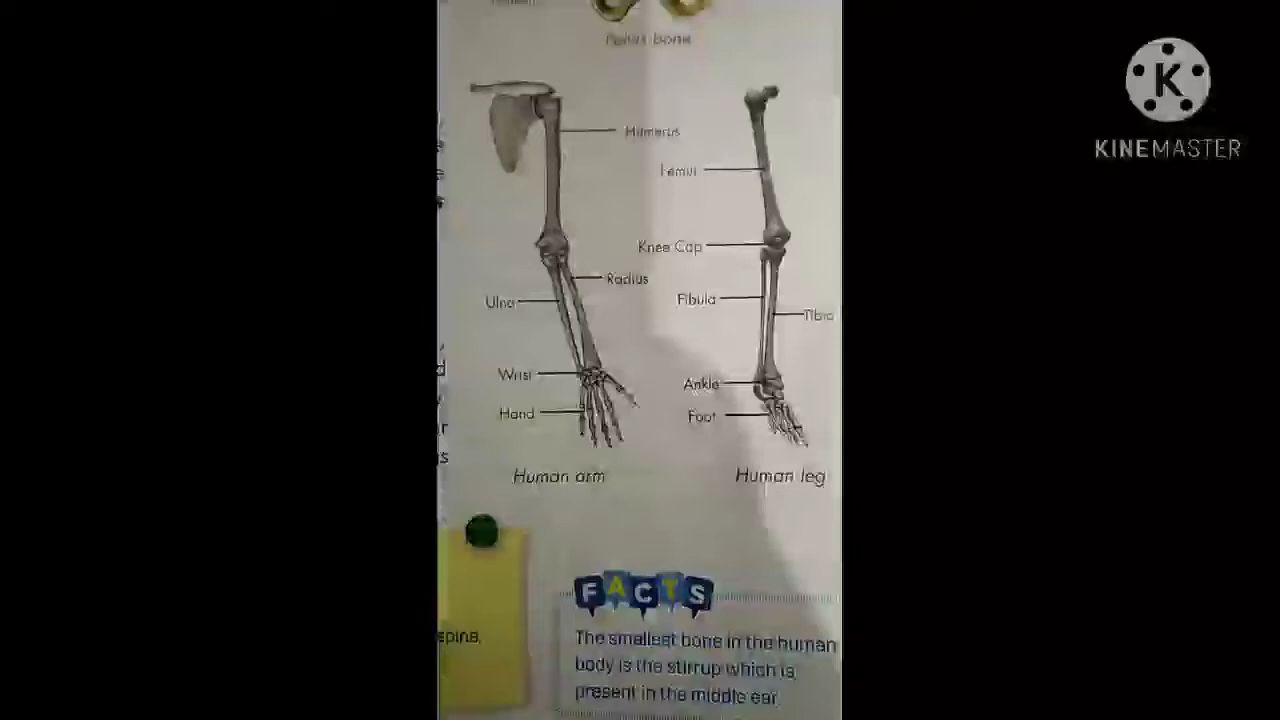 bone
KINEMASTER
Humerus
Femur
Knee Cap
Radius
Fibula
Ulna
Tibia
Wrist
Ankle
Hand
Foot
Human arm
Human leg
FACTS
spine.
The smallest bone in the human
body is the stirrup which is
present in the middle ear